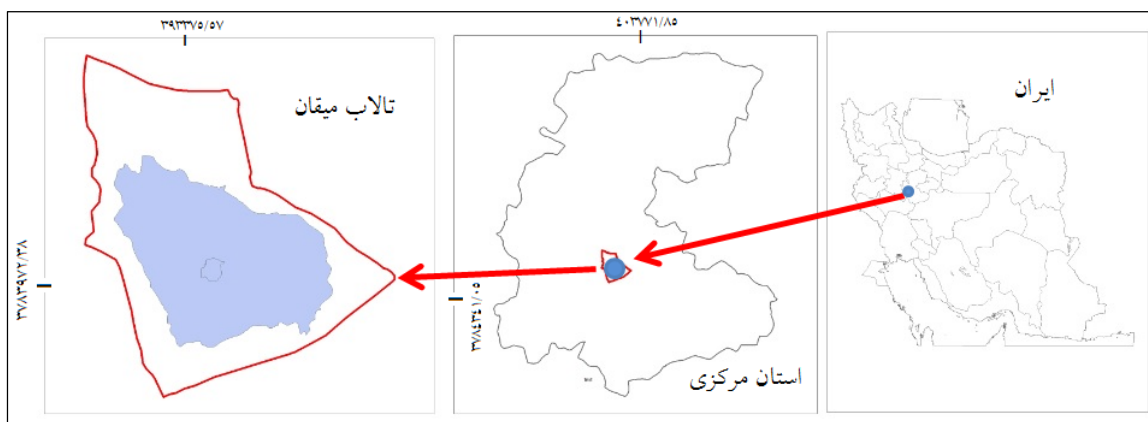 ایران
۴۰۳۷۷۱/۸۵
۳۷۸۴۳۴۱/۰۵
استان مرکزی
۳۹۳۳۷۵/۵۷
تالاب میقان
۳۷۸۳۹۷۲/۳۸